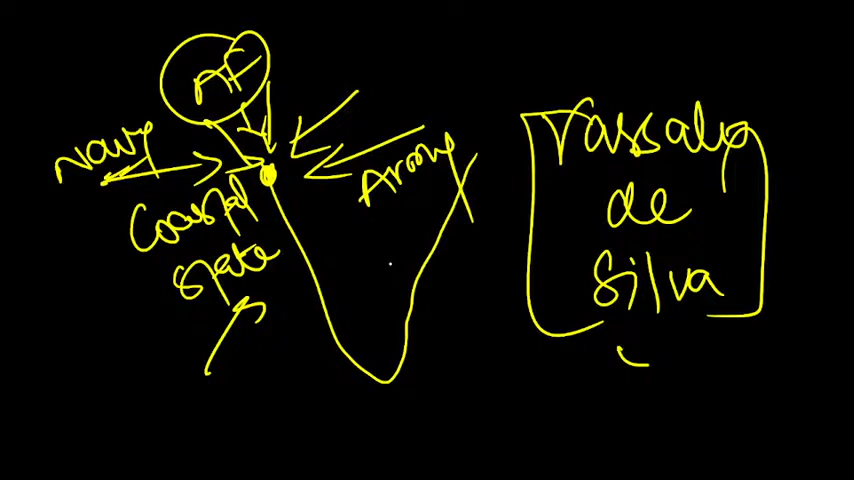 AF
Navy
Army
Coastal
State
Vassalo
de
Silva